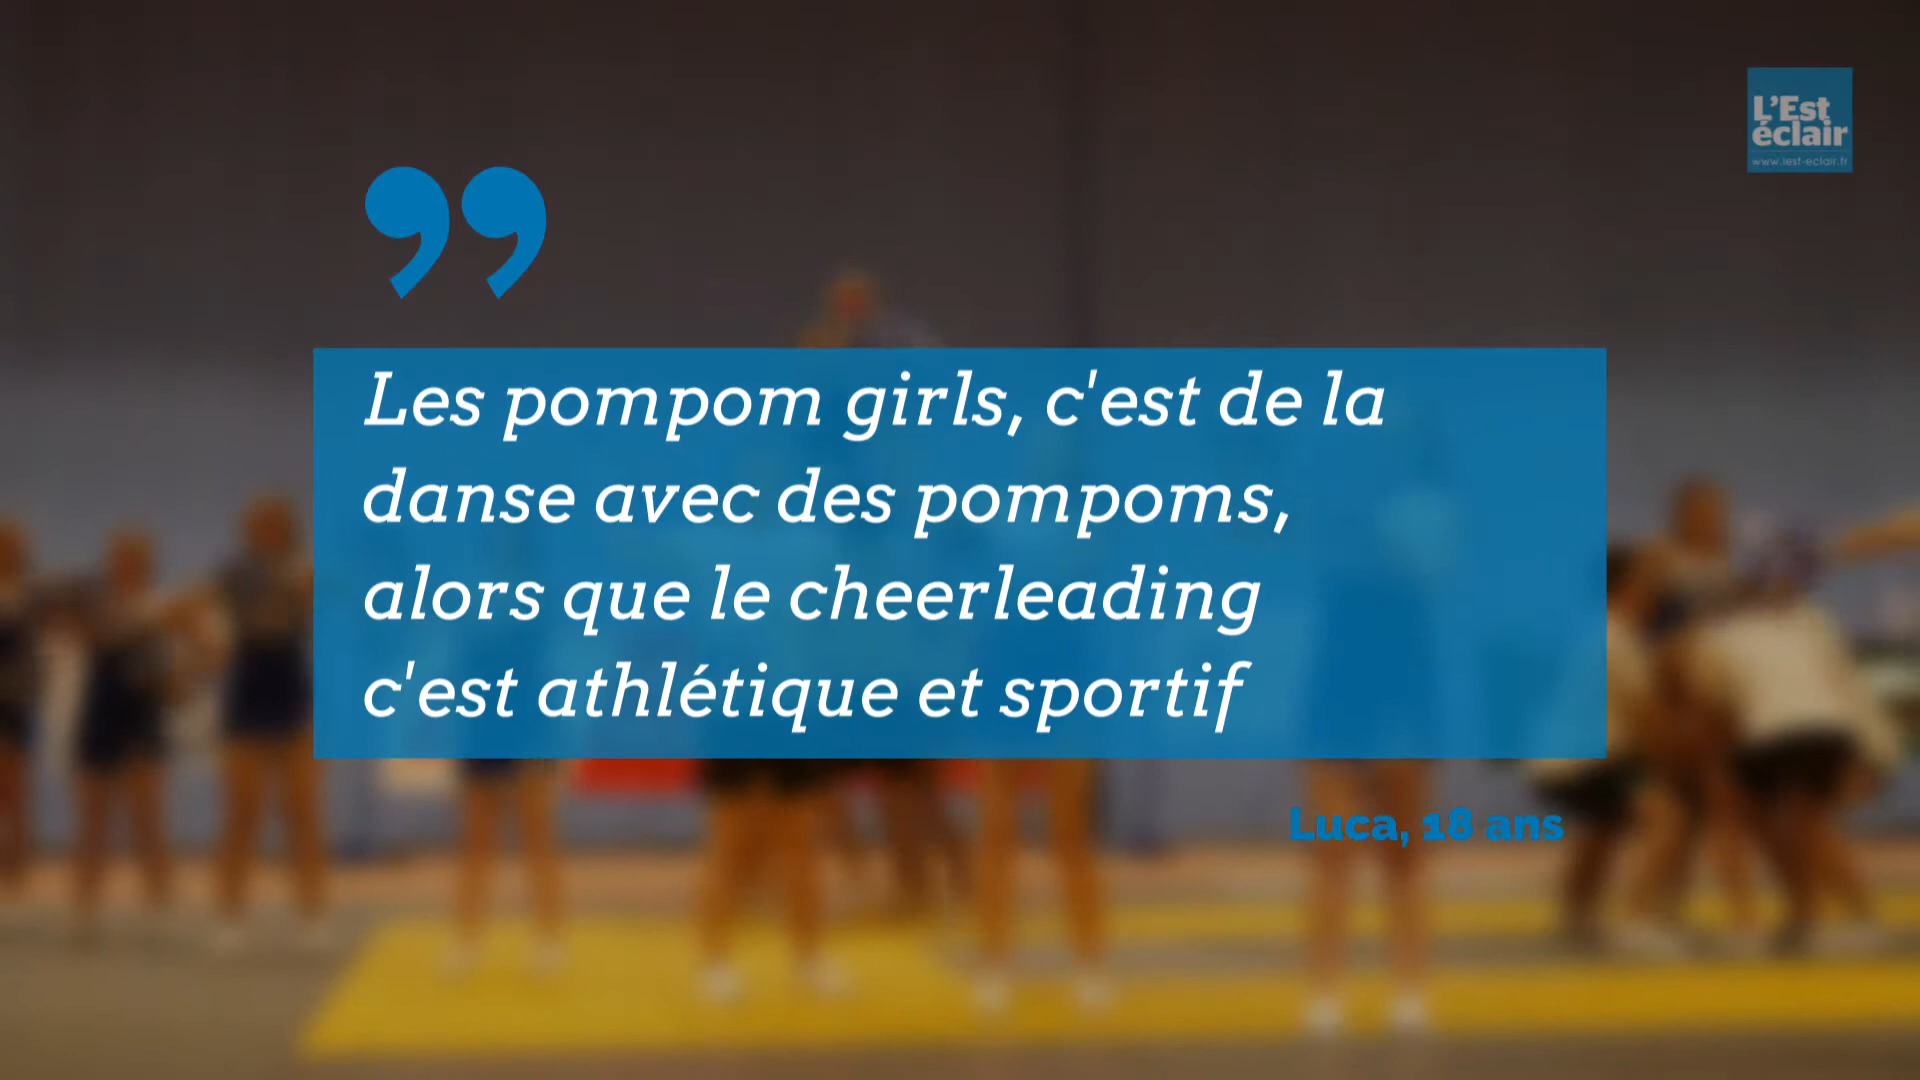 L'Est
éclair
www.lest-eclair.fr
”
Les pompom girls, c'est de la
danse avec des pompoms,
alors que le cheerleading
c'est athlétique et sportif
Luca, 18 ans